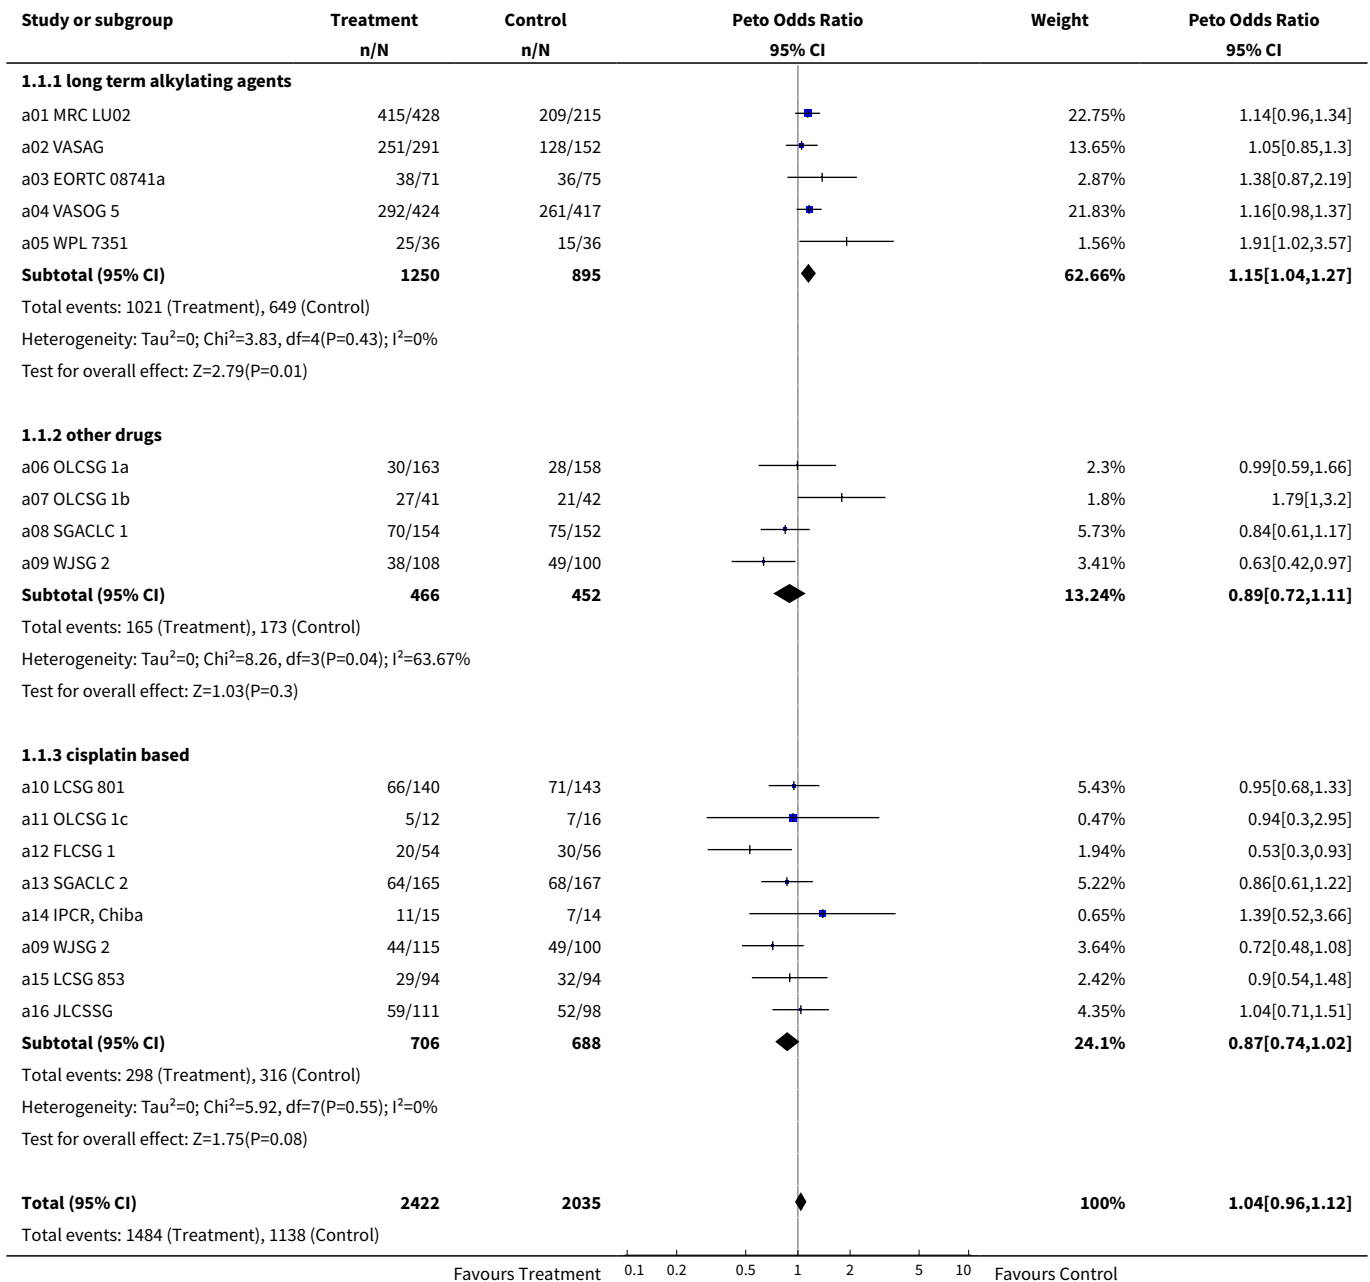 Study or subgroup Treatment Control Peto Odds Ratio Weight Peto Odds Ratio
n/N n/N 95% CI 95% CI
1.1.1 long term alkylating agents
a01 MRC LU02 415/428 209/215 22.75% 1.14[0.96,1.34]
a02 VASAG 251/291 128/152 13.65% 1.05[0.85,1.3]
a03 EORTC 08741a 38/71 36/75 2.87% 1.38[0.87,2.19]
a04 VASOG 5 292/424 261/417 21.83% 1.16[0.98,1.37]
a05 WPL 7351 25/36 15/36 1.56% 1.91[1.02,3.57]
Subtotal (95% CI) 1250 895 62.66% 1.15[1.04,1.27]
Total events: 1021 (Treatment), 649 (Control)
Heterogeneity: Tau²=0; Chi²=3.83, df=4(P=0.43); I²=0%
Test for overall effect: Z=2.79(P=0.01)
1.1.2 other drugs
a06 OLCSG 1a 30/163 28/158 2.3% 0.99[0.59,1.66]
a07 OLCSG 1b 27/41 21/42 1.8% 1.79[1,3.2]
a08 SGACLC 1 70/154 75/152 5.73% 0.84[0.61,1.17]
a09 WJSG 2 38/108 49/100 3.41% 0.63[0.42,0.97]
Subtotal (95% CI) 466 452 13.24% 0.89[0.72,1.11]
Total events: 165 (Treatment), 173 (Control)
Heterogeneity: Tau²=0; Chi²=8.26, df=3(P=0.04); I²=63.67%
Test for overall effect: Z=1.03(P=0.3)
1.1.3 cisplatin based
a10 LCSG 801 66/140 71/143 5.43% 0.95[0.68,1.33]
a11 OLCSG 1c 5/12 7/16 0.47% 0.94[0.3,2.95]
a12 FLCSG 1 20/54 30/56 1.94% 0.53[0.3,0.93]
a13 SGACLC 2 64/165 68/167 5.22% 0.86[0.61,1.22]
a14 IPCR, Chiba 11/15 7/14 0.65% 1.39[0.52,3.66]
a09 WJSG 2 44/115 49/100 3.64% 0.72[0.48,1.08]
a15 LCSG 853 29/94 32/94 2.42% 0.9[0.54,1.48]
a16 JLCSSG 59/111 52/98 4.35% 1.04[0.71,1.51]
Subtotal (95% CI) 706 688 24.1% 0.87[0.74,1.02]
Total events: 298 (Treatment), 316 (Control)
Heterogeneity: Tau²=0; Chi²=5.92, df=7(P=0.55); I²=0%
Test for overall effect: Z=1.75(P=0.08)
Total (95% CI) 2422 2035 100% 1.04[0.96,1.12]
Total events: 1484 (Treatment), 1138 (Control)
Favours Treatment 0.1 0.2 0.5 1 2 5 10 Favours Control